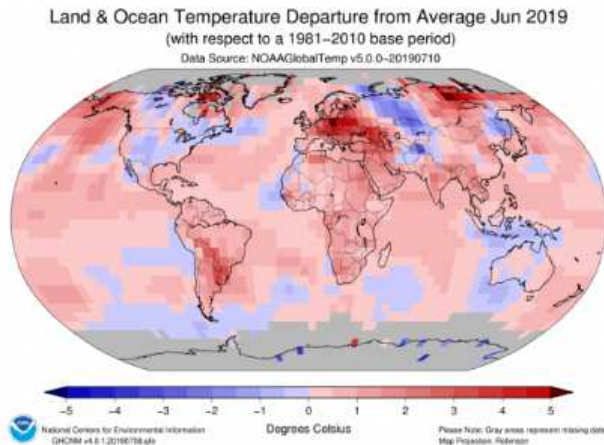 Land & Ocean Temperature Departure from Average Jun 2019
(with respect to a 1981–2010 base period)
Data Source: NOAAGlobalTemp v5.0.0–20190710
-5 -4 -3 -2 -1 0 1 2 3 4 5
National Centers for Environmental Information
Degrees Celsius
Please Note: Gray areas represent missing data
Map Projection: Robinson